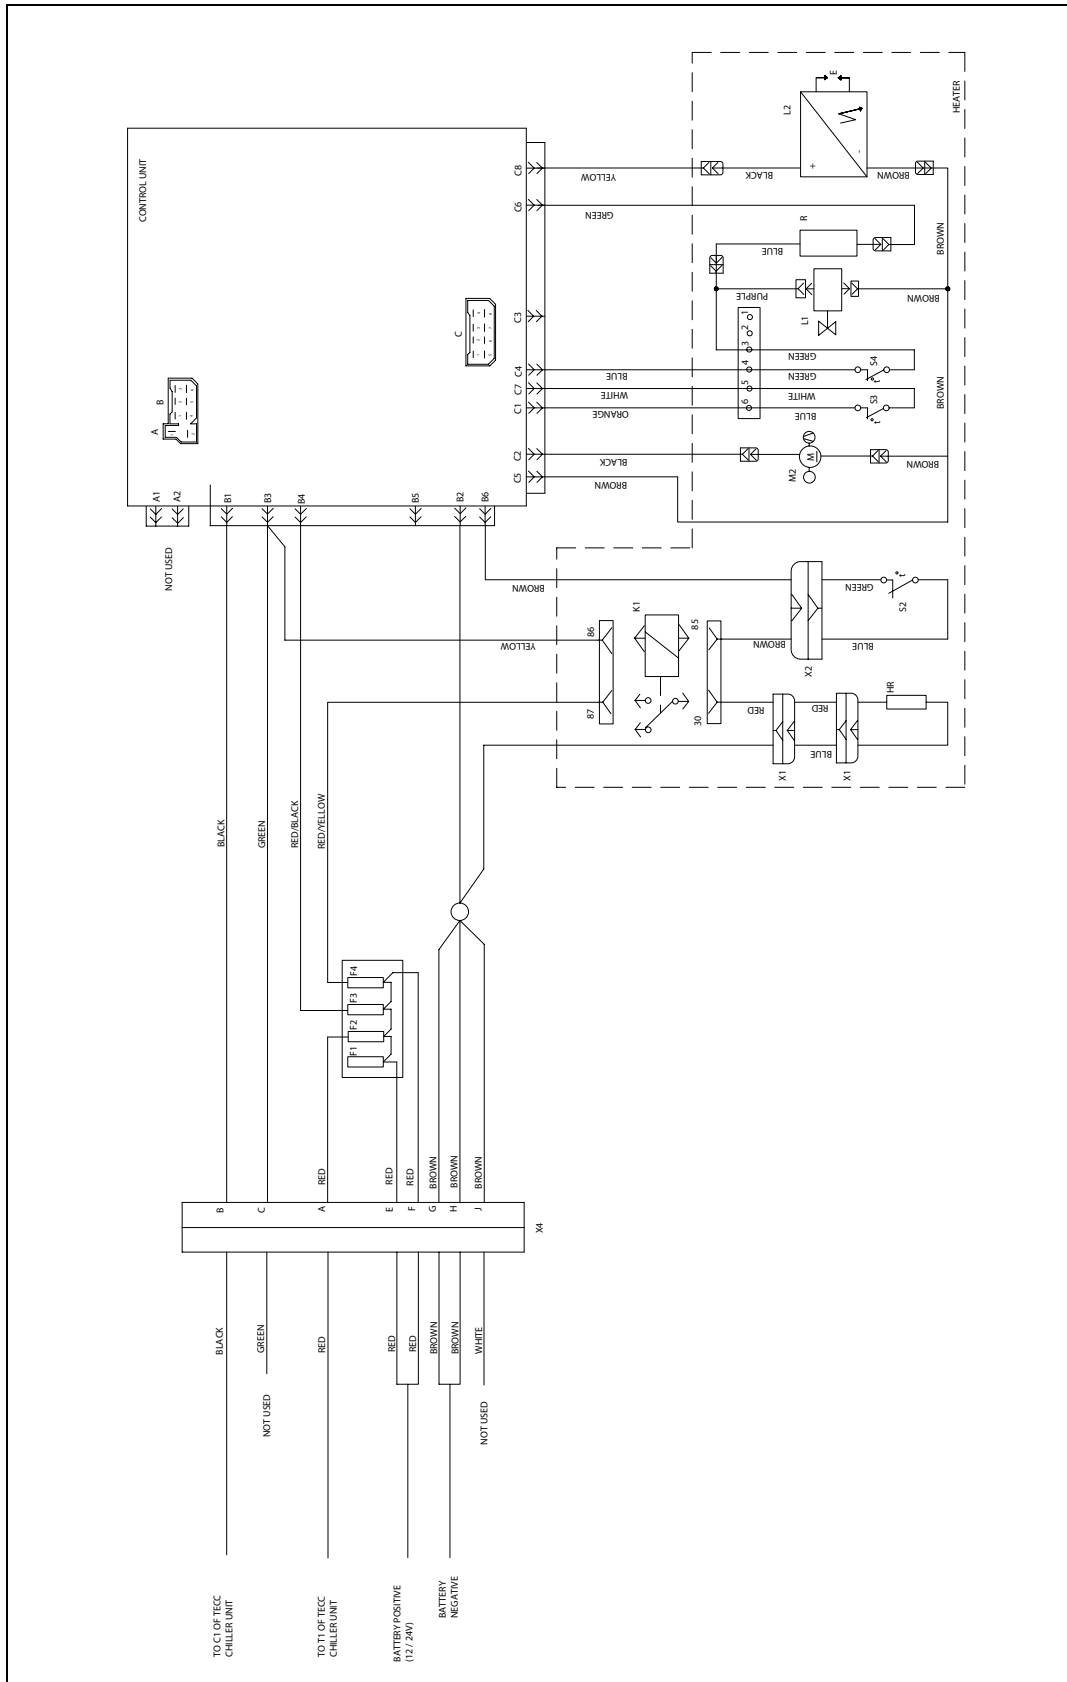 CONTROL UNIT
A
B
C
A1
A2
NOT USED
B1
B3
B4
B5
B2
B6
C8
C6
C3
C4
C7
C1
C2
C5
YELLOW
GREEN
BLUE
WHITE
ORANGE
BLACK
BROWN
HEATER
L2
E
+
-
BLACK
BROWN
R
BLUE
BROWN
PURPLE
L1
BROWN
1
2
3
4
5
6
GREEN
GREEN
S4
t°
WHITE
BLUE
S3
t°
BROWN
M
M2
BROWN
BROWN
YELLOW
86
87
K1
85
30
BROWN
X2
GREEN
BLUE
S2
t°
RED
RED
BLUE
X1
X1
HR
BLACK
GREEN
RED/BLACK
RED/YELLOW
F4
F3
F2
F1
RED
RED
RED
BROWN
BROWN
BROWN
B
C
A
E
F
G
H
J
X4
BLACK
GREEN
RED
RED
RED
BROWN
BROWN
WHITE
NOT USED
NOT USED
TO C1 OF TECC
CHILLER UNIT
TO T1 OF TECC
CHILLER UNIT
BATTERY POSITIVE
(12 / 24V)
BATTERY
NEGATIVE